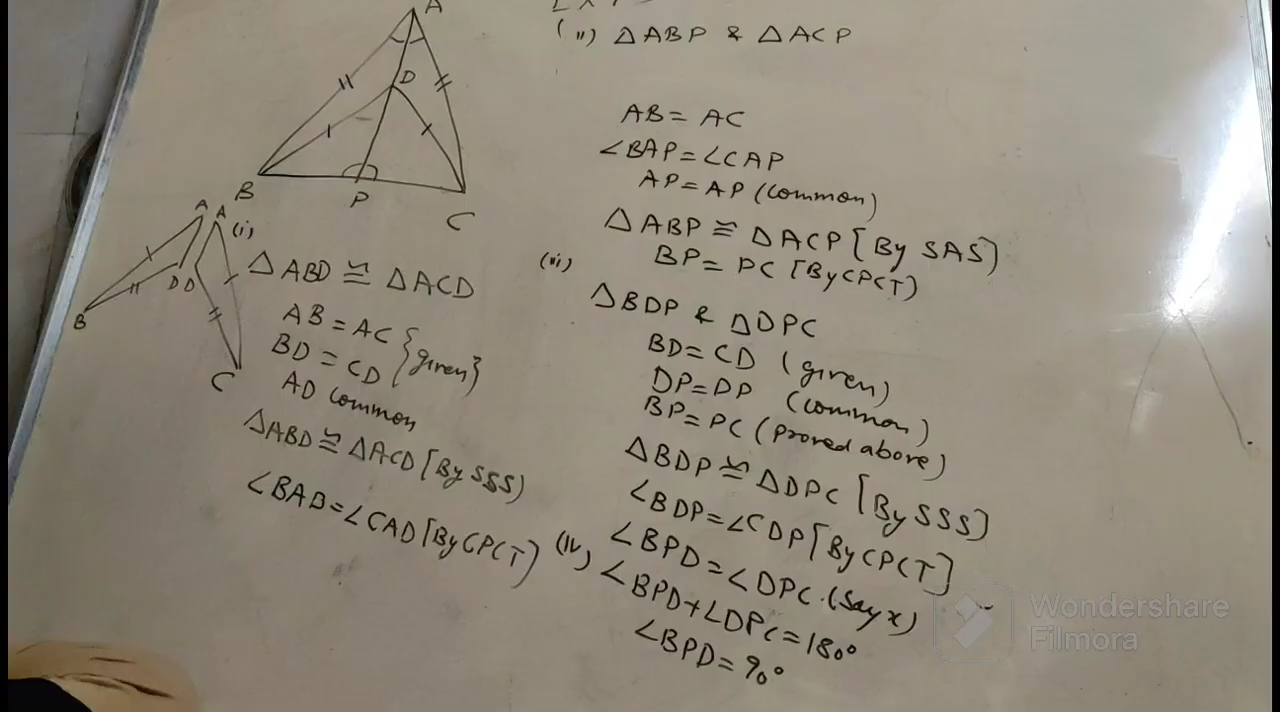 A
D
B
P
C
A A
D D
B
C
(i)
△ABD ≅ △ACD
AB = AC
BD = CD {given}
AD common
△ABD ≅ △ACD [By SSS)
∠BAD = ∠CAD [By CPCT)
(ii) △ABP & △ACP
AB = AC
∠BAP = ∠CAP
AP = AP (common)
△ABP ≅ △ACP [By SAS)
BP = PC [By CPCT)
(iii)
△BDP & △DPC
BD = CD (given)
DP = DP (common)
BP = PC (proved above)
△BDP ≅ △DPC [By SSS)
∠BDP = ∠CDP [By CPCT]
(iv) ∠BPD = ∠DPC. (say x)
∠BPD + ∠DPC = 180°
∠BPD = 90°
Wondershare
Filmora